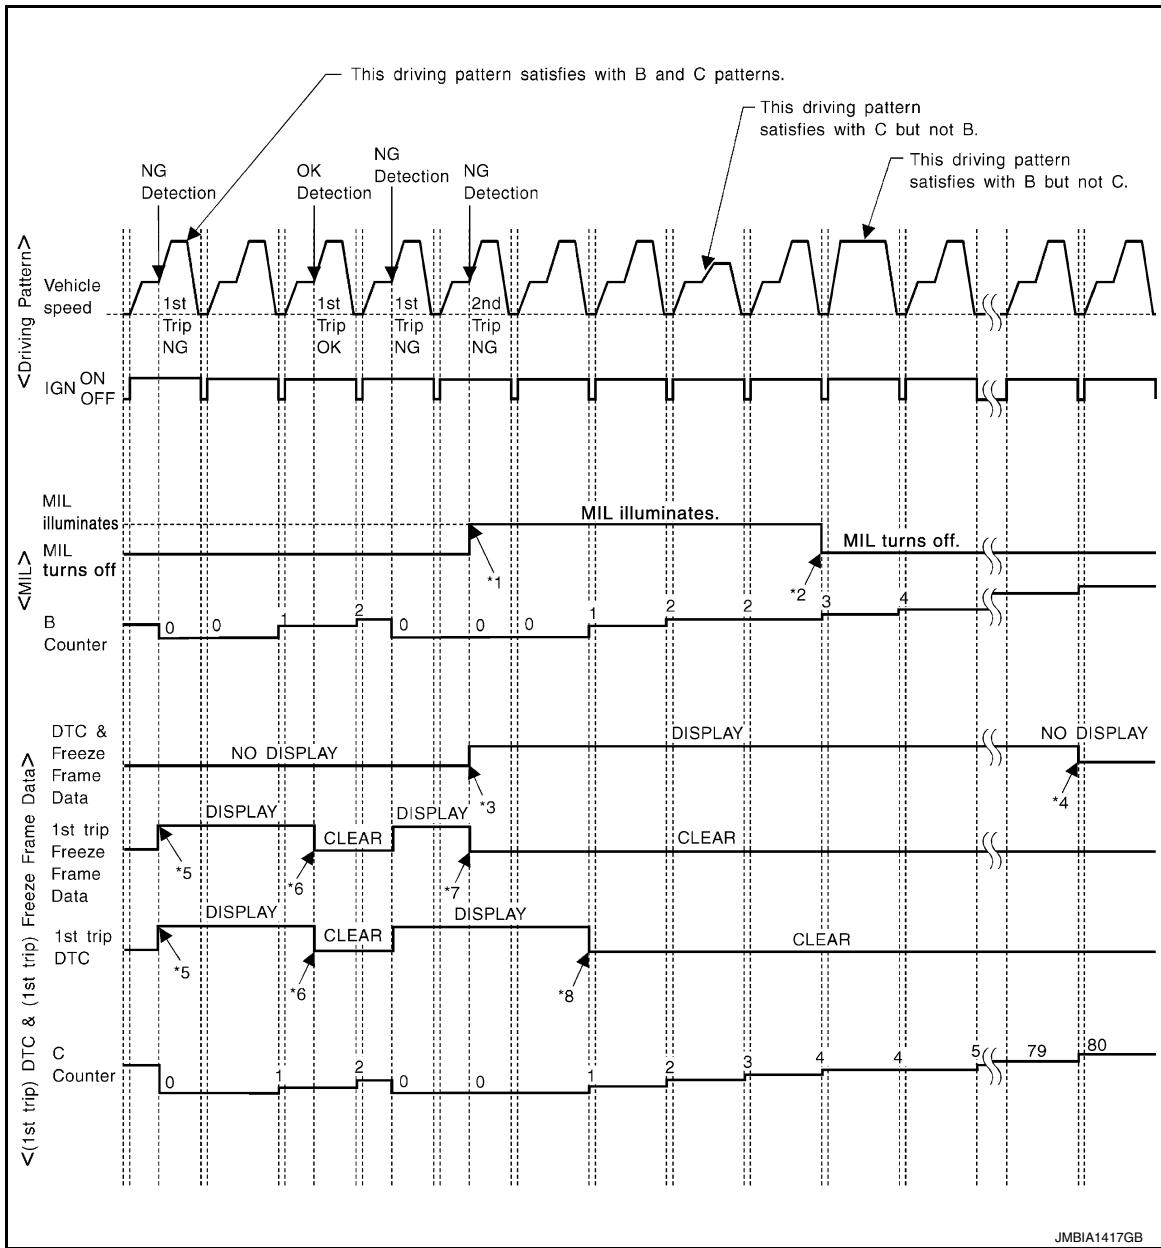 This driving pattern satisfies with B and C patterns.
This driving pattern
satisfies with C but not B.
This driving pattern
satisfies with B but not C.
NG
Detection
OK
Detection
NG
Detection
NG
Detection
<Driving Pattern>
Vehicle
speed
1st
Trip
NG
1st
Trip
OK
1st
Trip
NG
2nd
Trip
NG
IGN ON
OFF
<MIL>
MIL
illuminates
MIL illuminates.
MIL
turns off
MIL turns off.
*1
*2
B
Counter
0 0 1 2 0 0 0 1 2 2 3 4
<(1st trip) DTC & (1st trip) Freeze Frame Data>
DTC &
Freeze
Frame
Data
NO DISPLAY
DISPLAY
NO DISPLAY
*3
*4
1st trip
Freeze
Frame
Data
DISPLAY
CLEAR
DISPLAY
CLEAR
*5
*6
*7
1st trip
DTC
DISPLAY
CLEAR
DISPLAY
CLEAR
*5
*6
*8
C
Counter
0 1 2 0 0 1 2 3 4 4 5 79 80
JMBIA1417GB